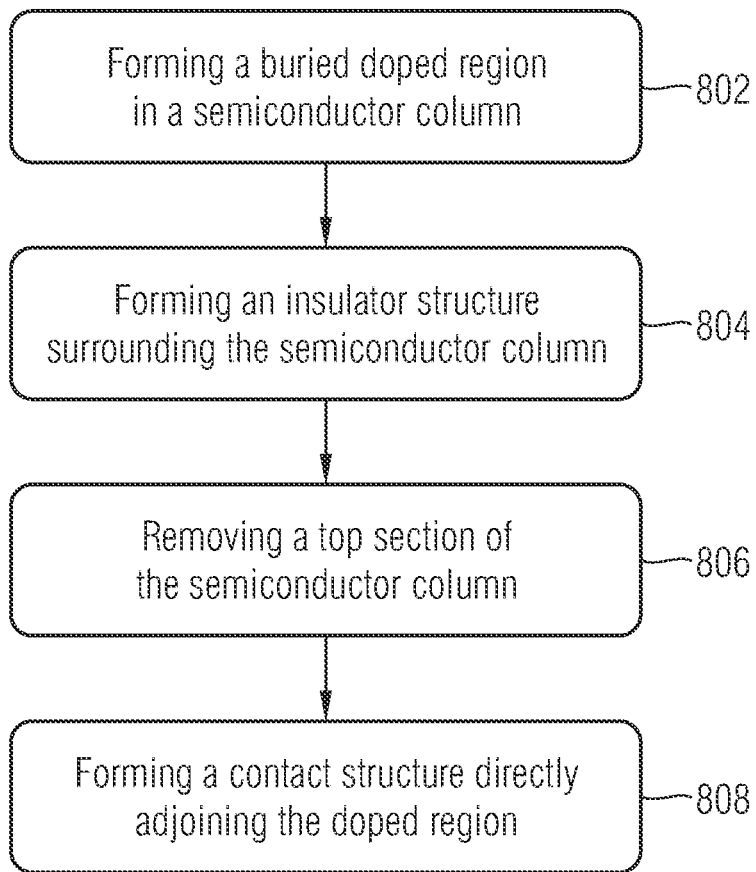 Forming a buried doped region
in a semiconductor column
802
Forming an insulator structure
surrounding the semiconductor column
804
Removing a top section of
the semiconductor column
806
Forming a contact structure directly
adjoining the doped region
808